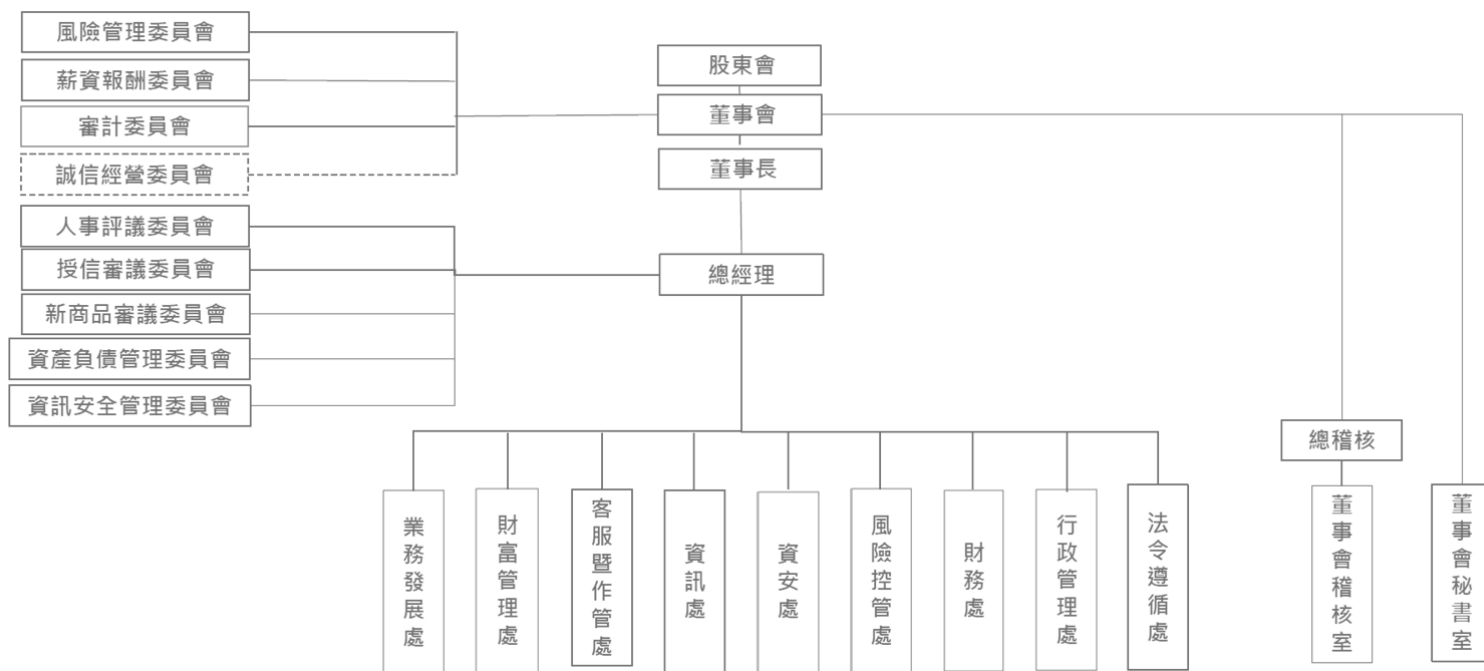 風險管理委員會
薪資報酬委員會
審計委員會
誠信經營委員會
人事評議委員會
授信審議委員會
新商品審議委員會
資產負債管理委員會
資訊安全管理委員會
股東會
董事會
董事長
總經理
總稽核
業務發展處
財富管理處
客服暨作管處
資訊處
資安處
風險控管處
財務處
行政管理處
法令遵循處
董事會稽核室
董事會秘書室